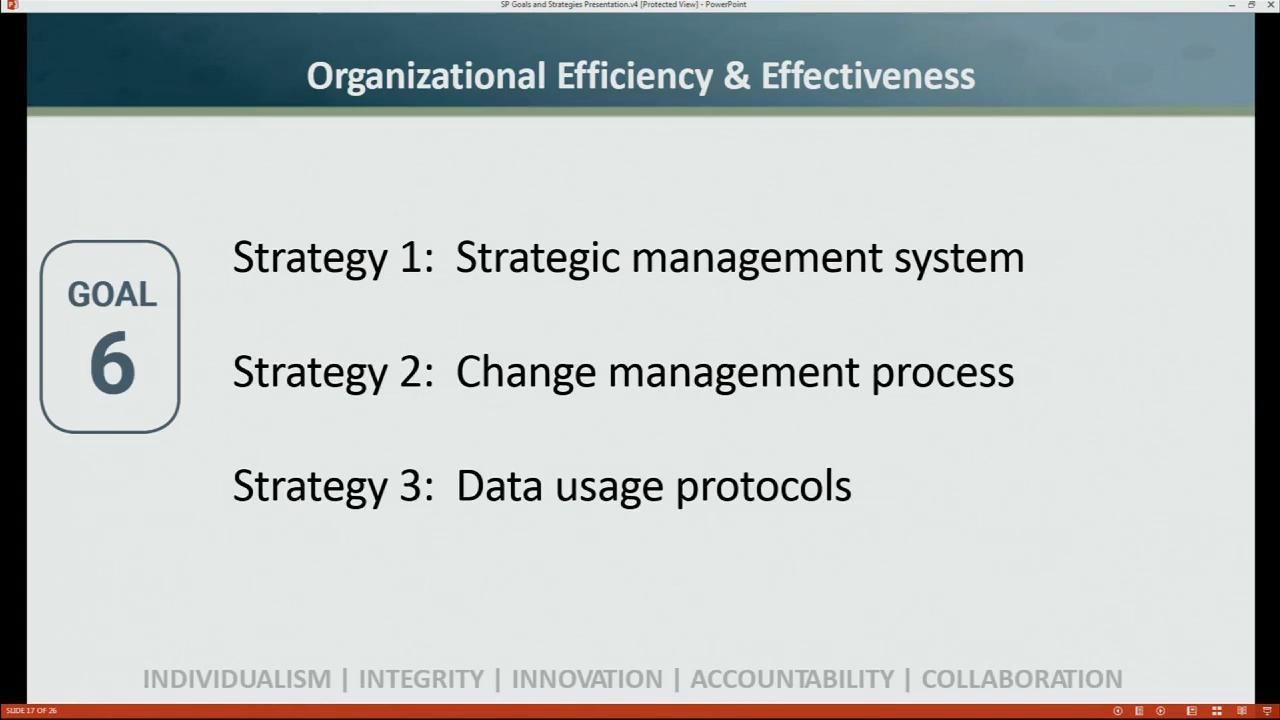 SP Goals and Strategies Presentation.v4 [Protected View] - PowerPoint
Organizational Efficiency & Effectiveness
GOAL
6
Strategy 1: Strategic management system
Strategy 2: Change management process
Strategy 3: Data usage protocols
INDIVIDUALISM | INTEGRITY | INNOVATION | ACCOUNTABILITY | COLLABORATION
SLIDE 17 OF 26